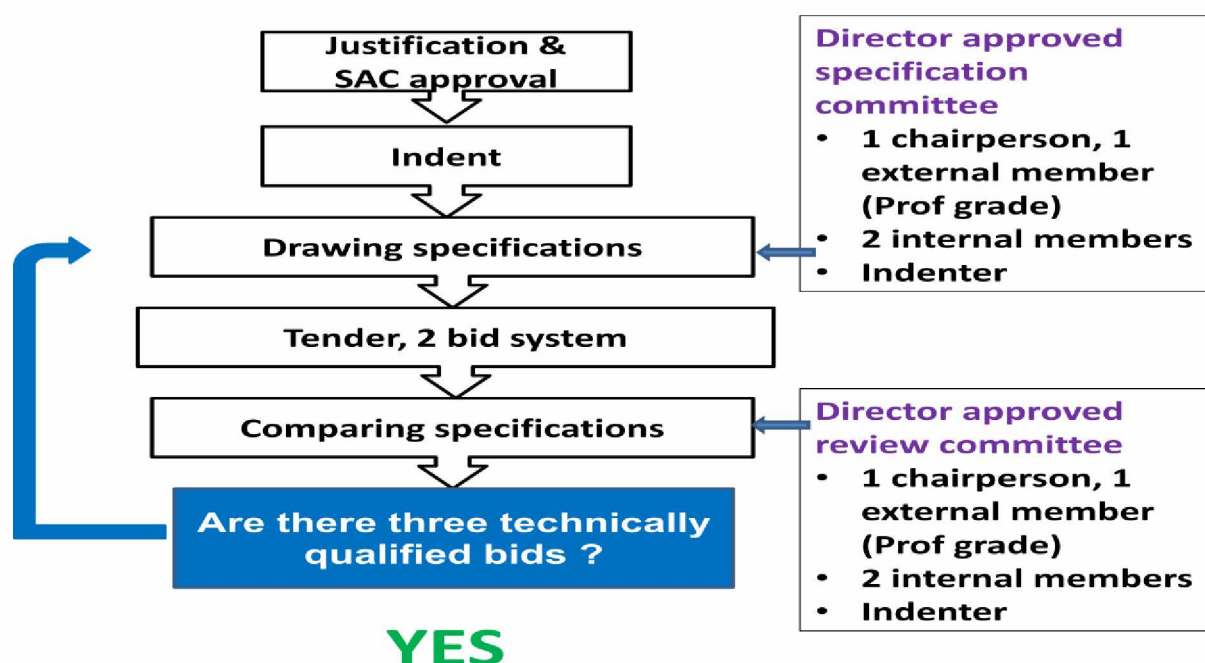 Justification &
SAC approval
Indent
Drawing specifications
Tender, 2 bid system
Comparing specifications
Are there three technically
qualified bids ?
YES
Director approved
specification
committee
• 1 chairperson, 1
external member
(Prof grade)
• 2 internal members
• Indenter
Director approved
review committee
• 1 chairperson, 1
external member
(Prof grade)
• 2 internal members
• Indenter